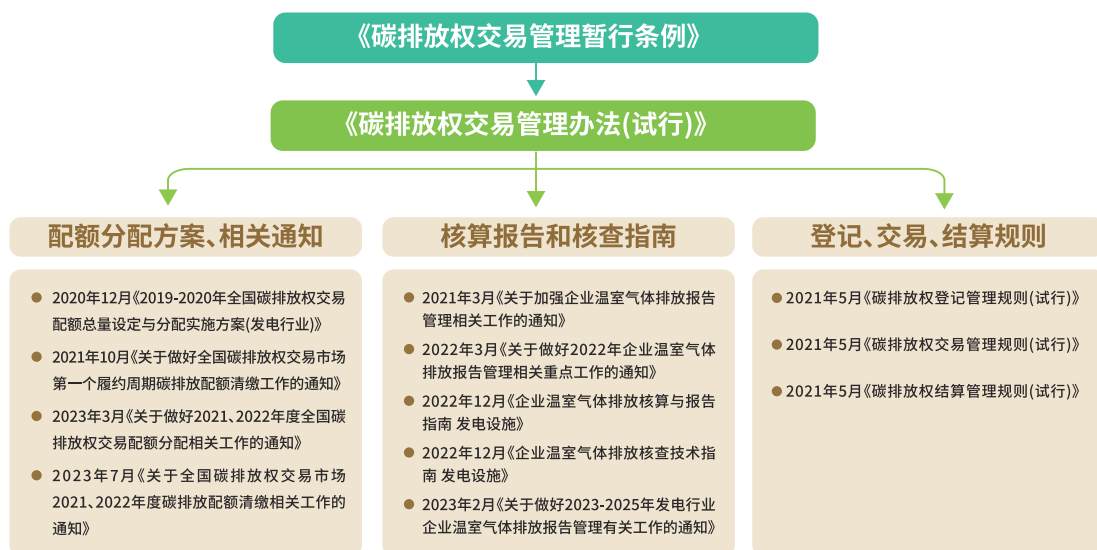 《碳排放权交易管理暂行条例》
《碳排放权交易管理办法(试行)》
配额分配方案、相关通知
2020年12月《2019-2020年全国碳排放权交易
配额总量设定与分配实施方案(发电行业)》
2021年10月《关于做好全国碳排放权交易市场
第一个履约周期碳排放配额清缴工作的通知》
2023年3月《关于做好2021、2022年度全国碳
排放权交易配额分配相关工作的通知》
2023年7月《关于全国碳排放权交易市场
2021、2022年度碳排放配额清缴相关工作的
通知》
核算报告和核查指南
2021年3月《关于加强企业温室气体排放报告
管理相关工作的通知》
2022年3月《关于做好2022年企业温室气体
排放报告管理相关重点工作的通知》
2022年12月《企业温室气体排放核算与报告
指南 发电设施》
2022年12月《企业温室气体排放核查技术指
南 发电设施》
2023年2月《关于做好2023-2025年发电行业
企业温室气体排放报告管理有关工作的通知》
登记、交易、结算规则
2021年5月《碳排放权登记管理规则(试行)》
2021年5月《碳排放权交易管理规则(试行)》
2021年5月《碳排放权结算管理规则(试行)》